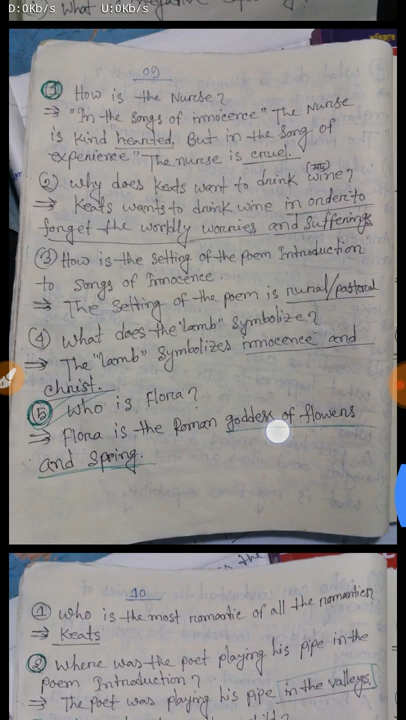 D:0Kb/s U:0Kb/s
What
09
① How is the Nurse?
⇒ "In the songs of innocence" The Nurse
is kind hearted, But in the song of
experience" The nurse is cruel.
② Why does Keats want to drink wine?
⇒ Keats wants to drink wine in order to
forget the worldly worries and sufferings
③ How is the setting of the poem Introduction
to songs of Innocence.
⇒ The setting of the poem is rural/pastoral
④ What does the "lamb" symbolize?
⇒ The "lamb" symbolizes innocence and
christ.
⑤ Who is Flora?
⇒ Flora is the Roman goddess of flowers
and spring.
10
① Who is the most romantic of all the romantics
⇒ Keats
② Where was the poet playing his pipe in the
poem Introduction?
⇒ The poet was playing his pipe in the valleys.